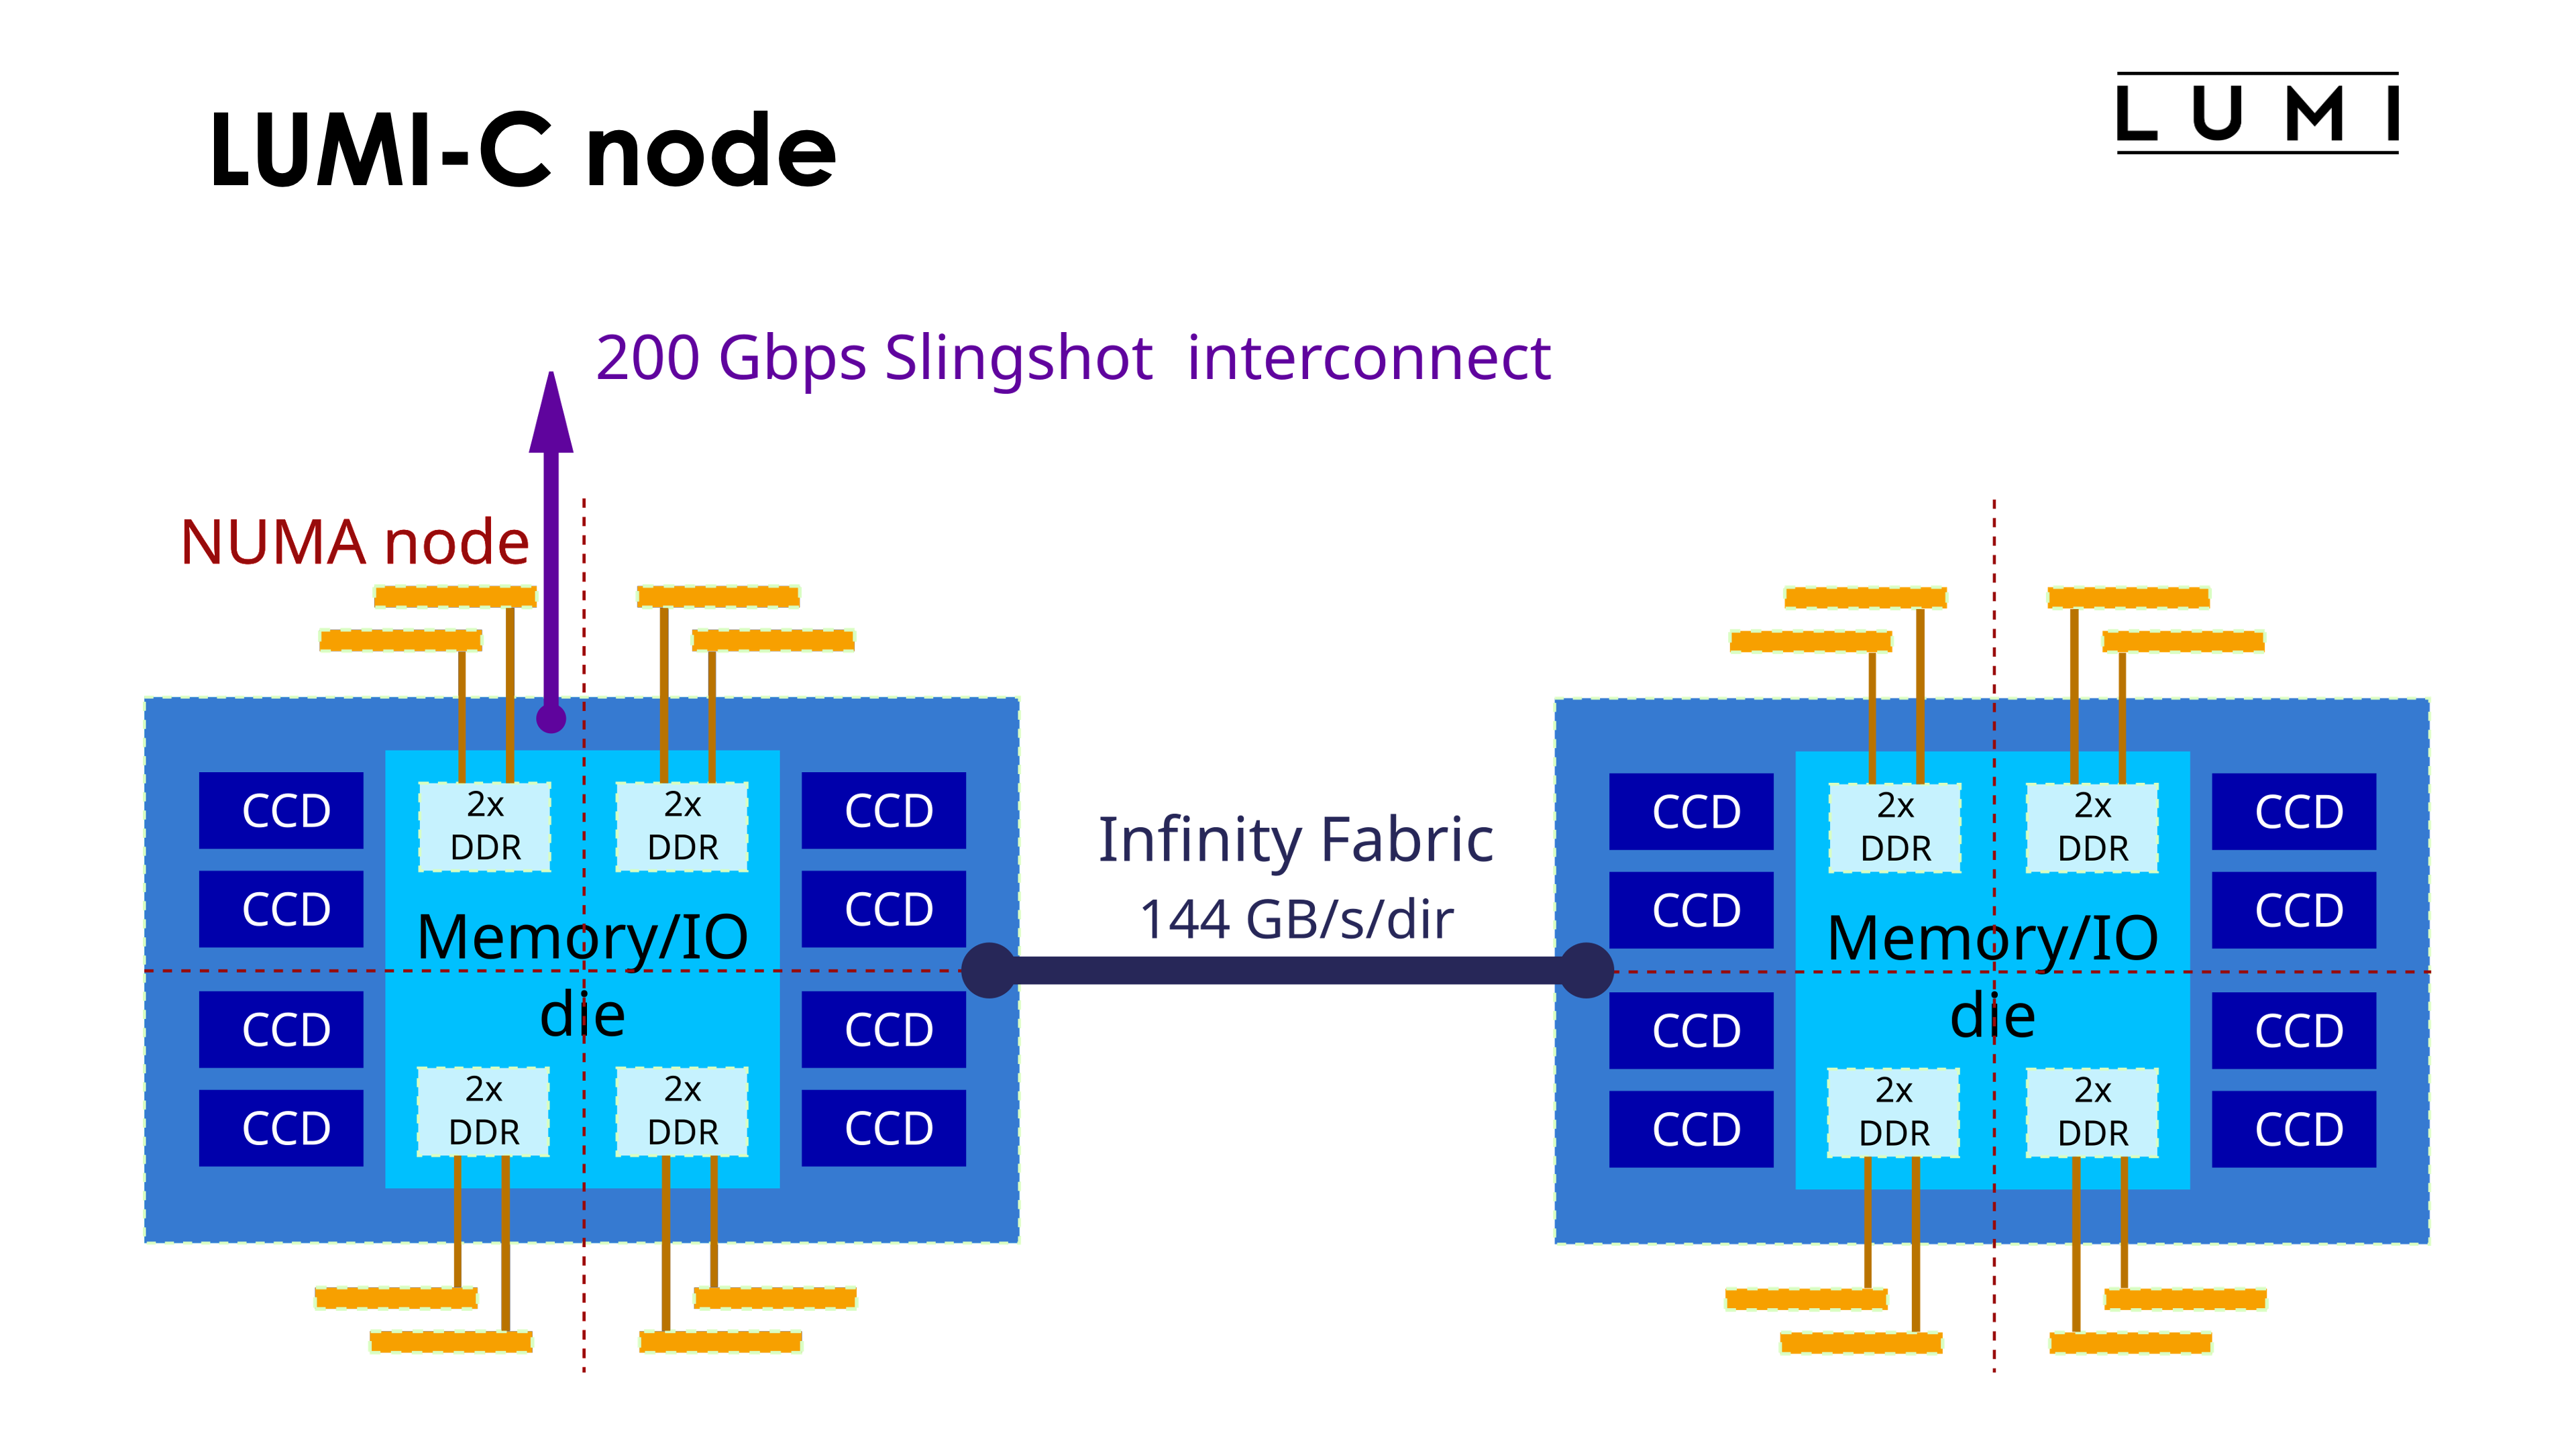 LUMI-C node
LUMI
200 Gbps Slingshot  interconnect
NUMA node
CCD
CCD
CCD
CCD
2x
DDR
2x
DDR
Memory/IO
die
2x
DDR
2x
DDR
CCD
CCD
CCD
CCD
Infinity Fabric
144 GB/s/dir
CCD
CCD
CCD
CCD
2x
DDR
2x
DDR
Memory/IO
die
2x
DDR
2x
DDR
CCD
CCD
CCD
CCD